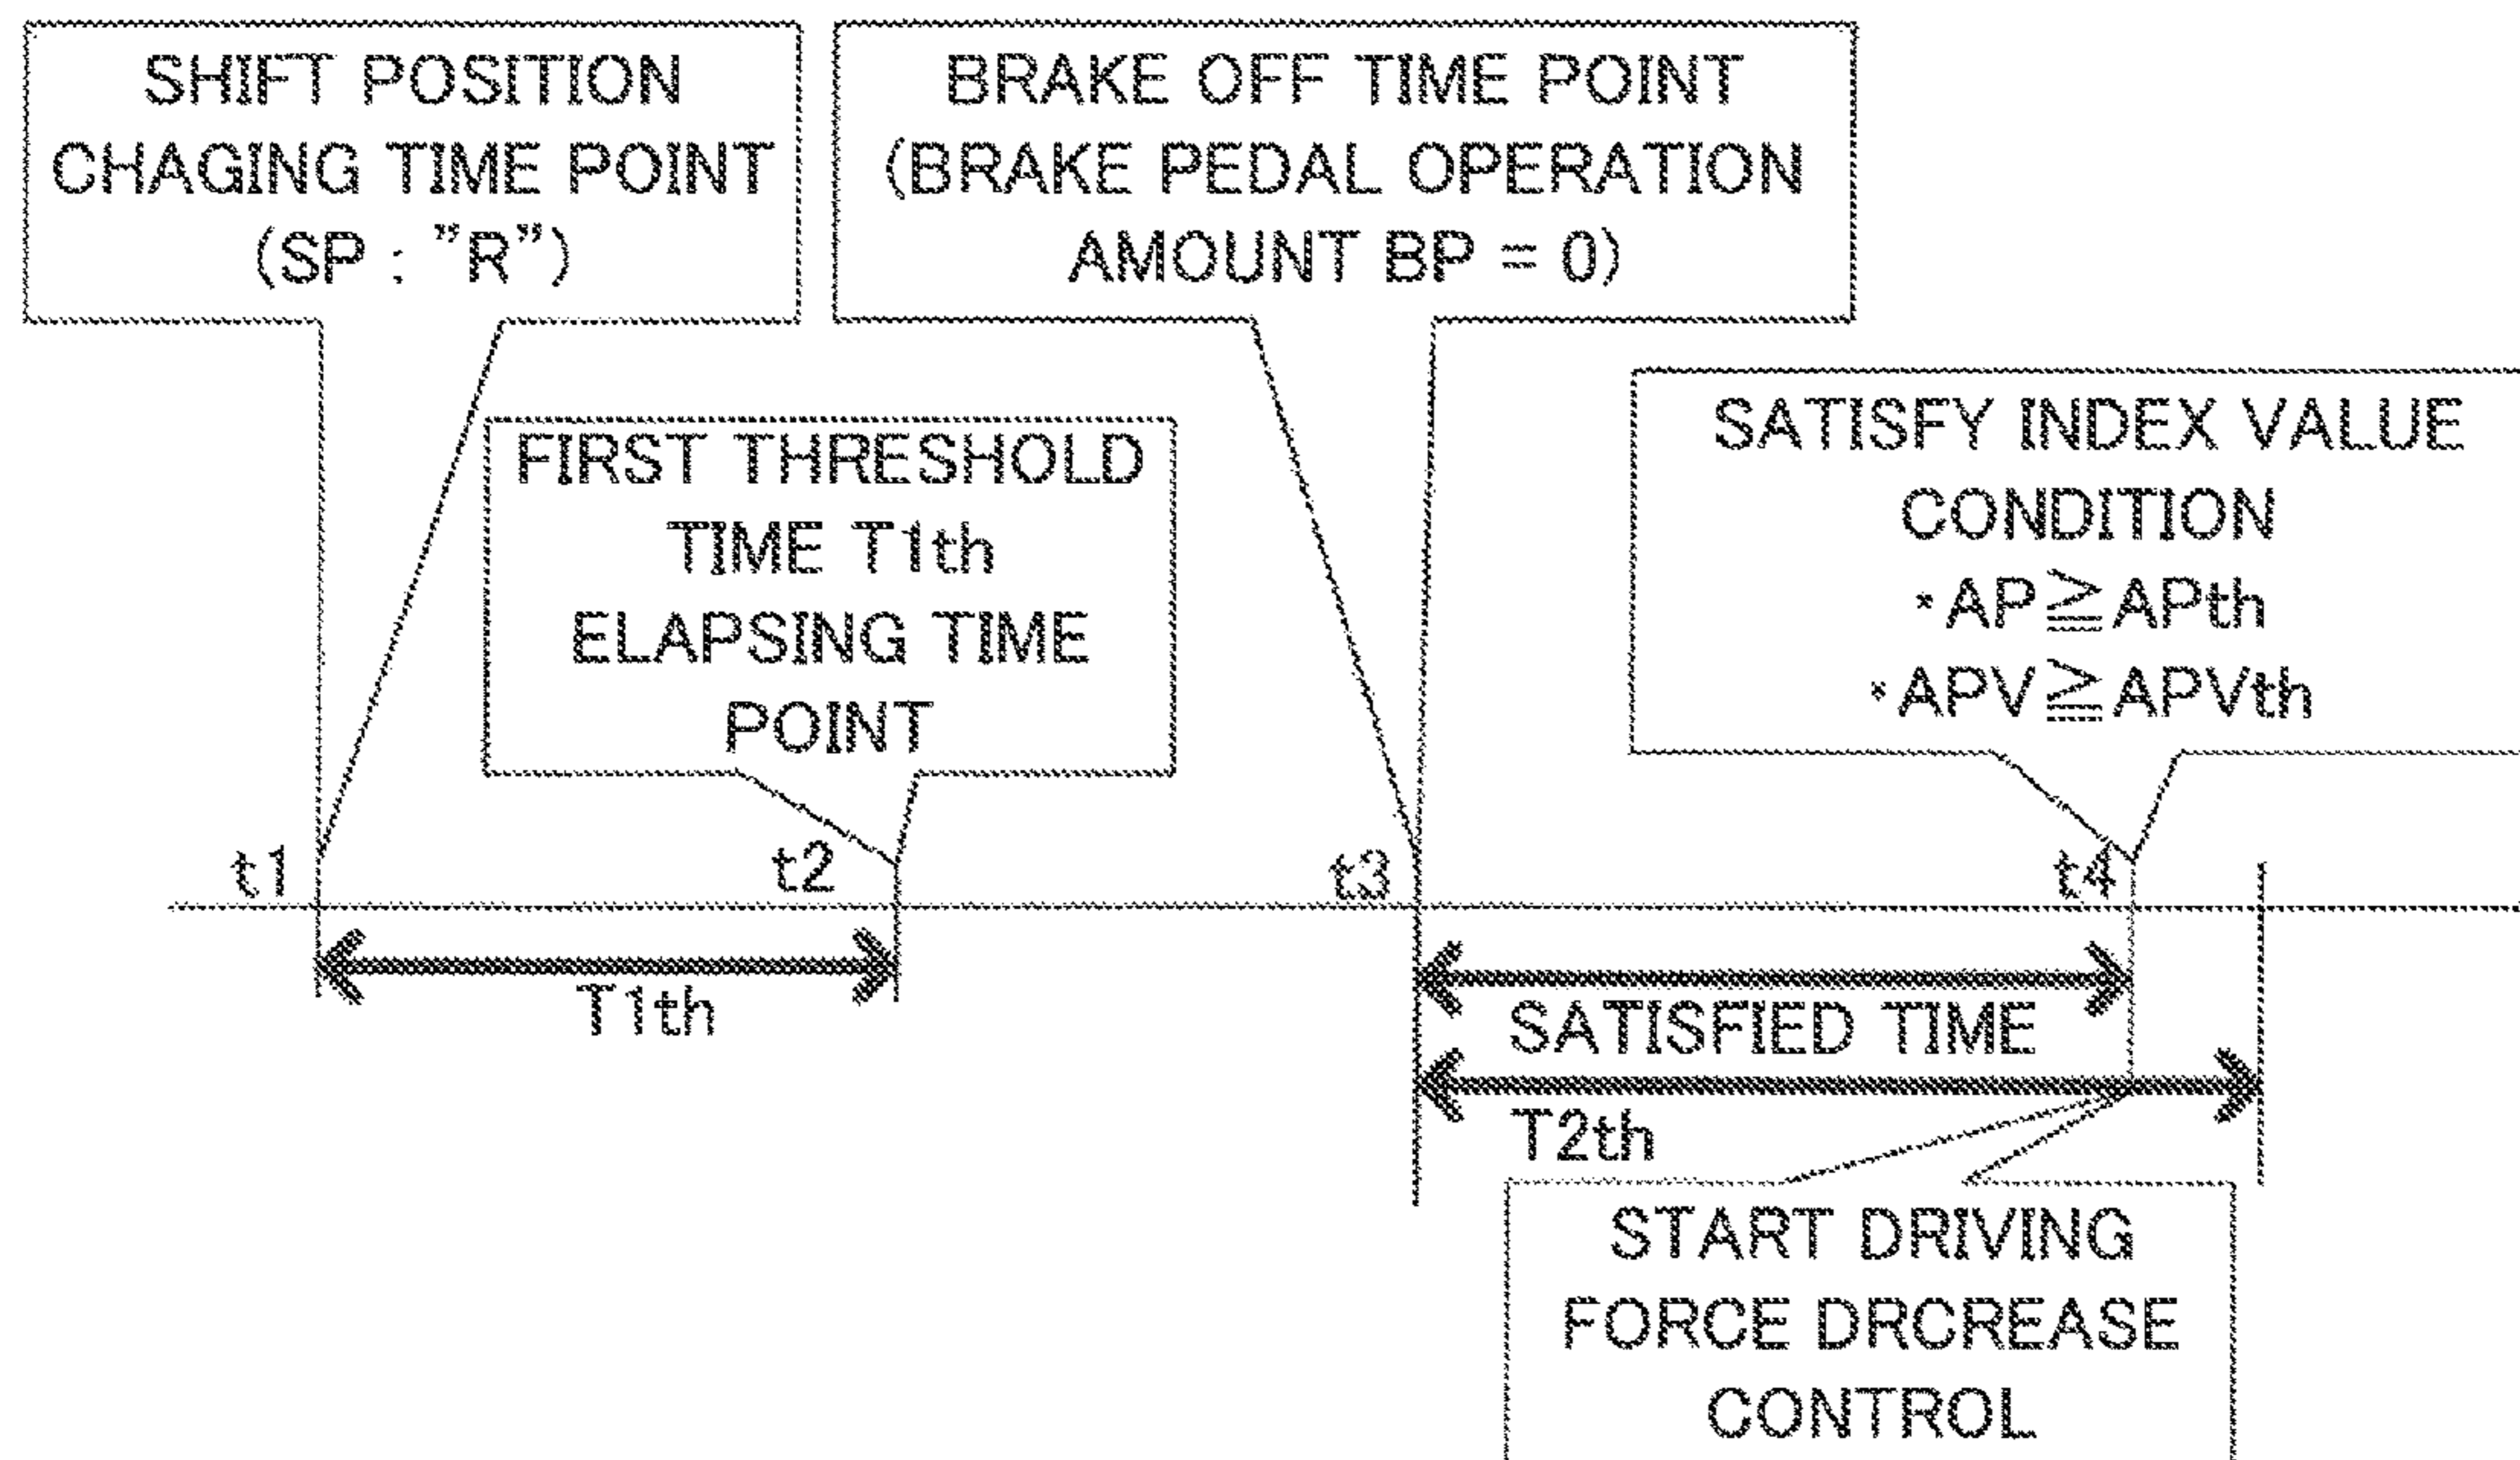 SHIFT POSITION
CHAGING TIME POINT
(SP : ”R”)
BRAKE OFF TIME POINT
(BRAKE PEDAL OPERATION
AMOUNT BP = 0)
FIRST THRESHOLD
TIME T1th
ELAPSING TIME
POINT
SATISFY INDEX VALUE
CONDITION
・AP≧APth
・APV≧APVth
t1
t2
t3
t4
T1th
SATISFIED TIME
T2th
START DRIVING
FORCE DRCREASE
CONTROL